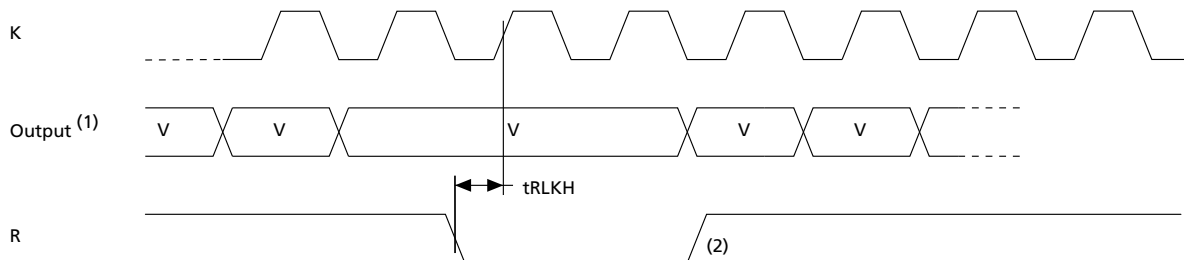 K
Output (1) V V V V V
tRLKH
R (2)